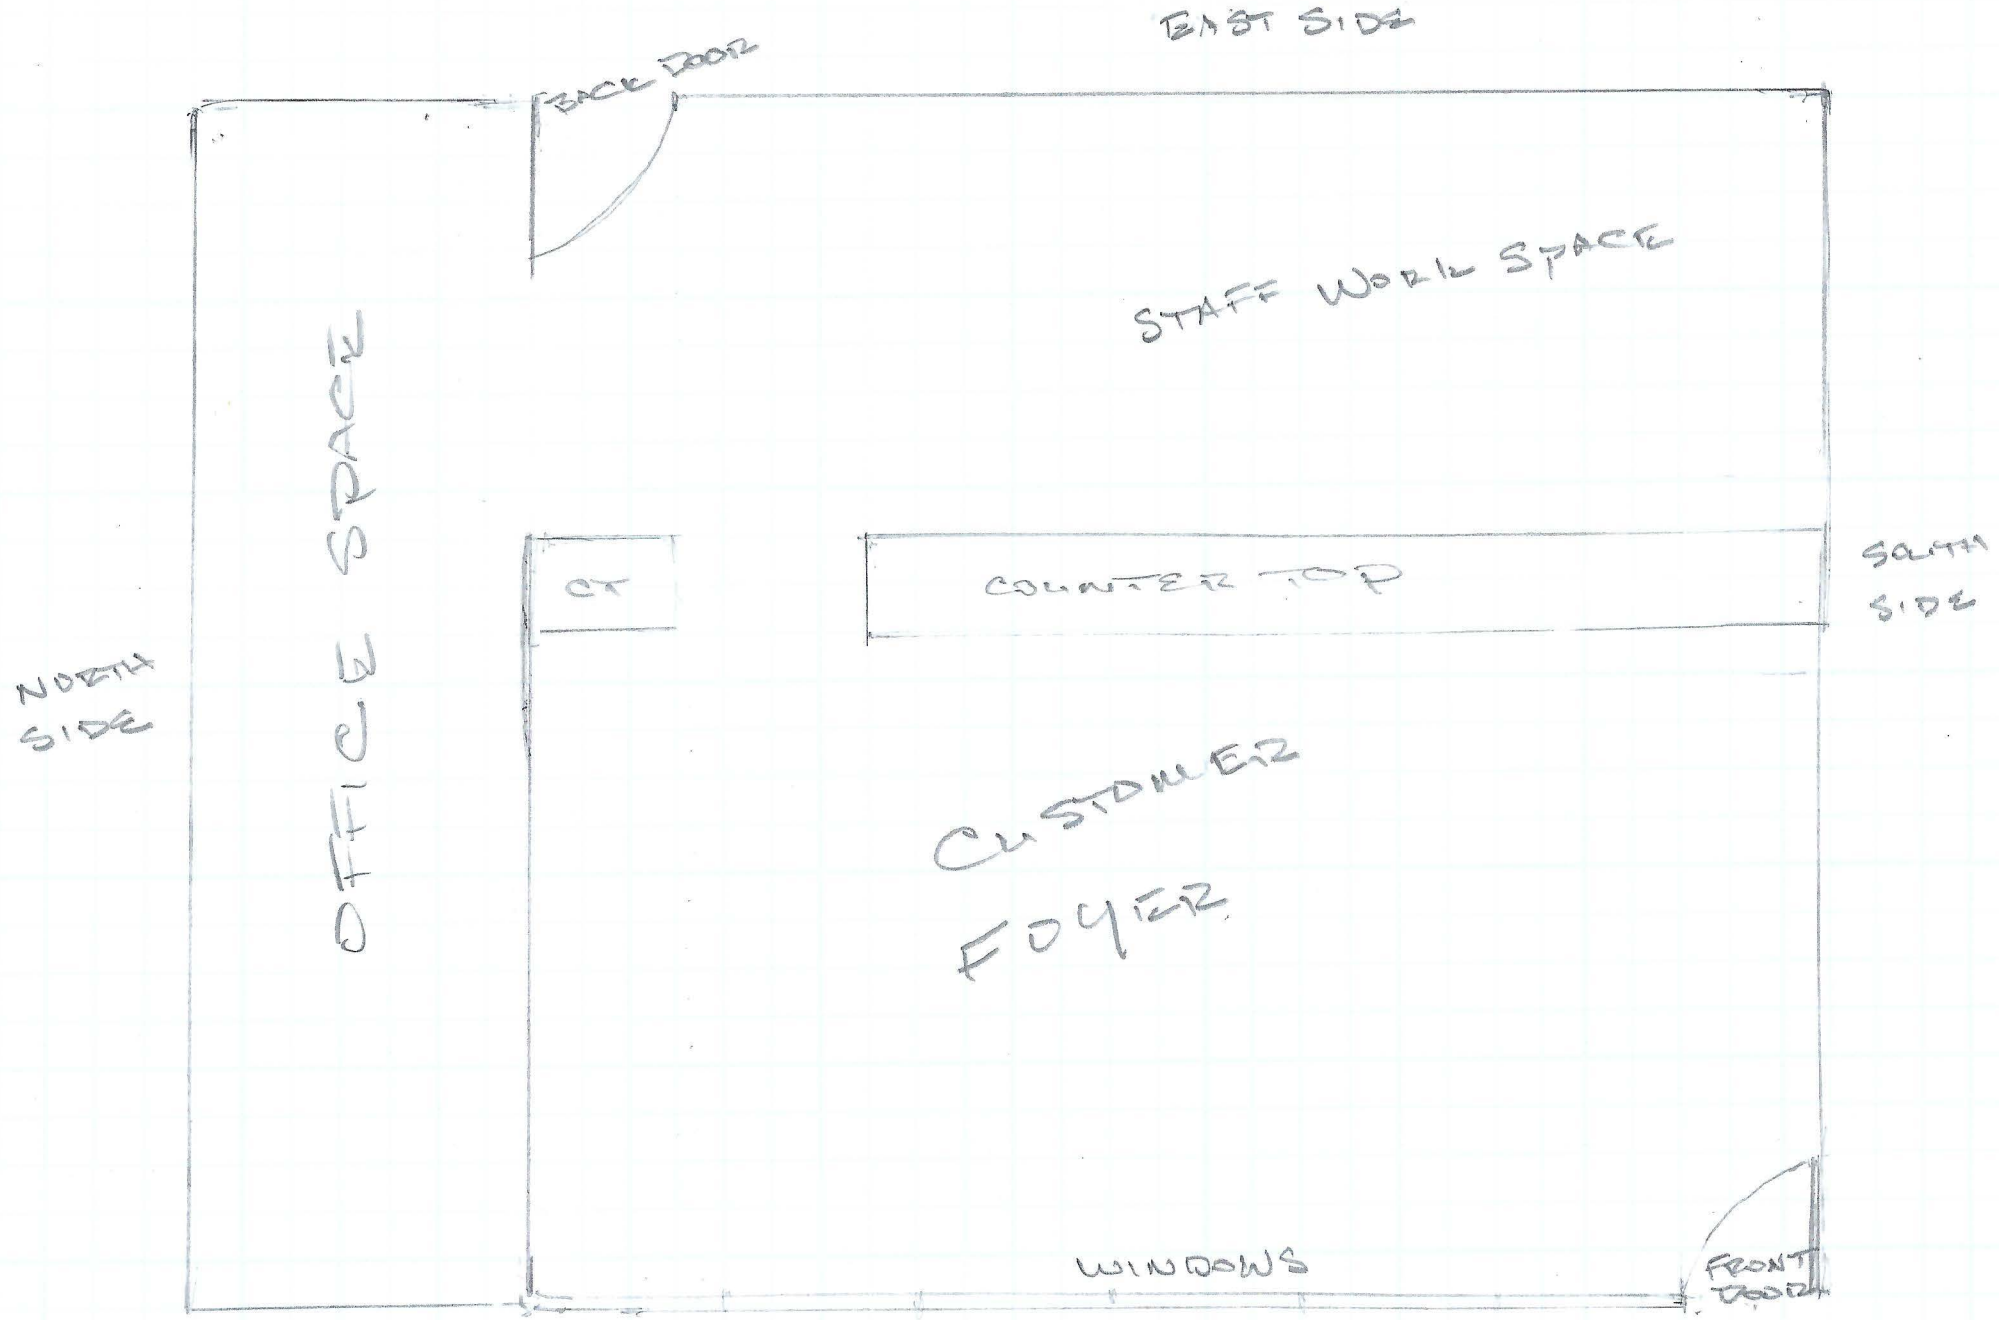 EAST SIDE
BACK DOOR
STAFF WORK SPACE
OFFICE SPACE
CT
COUNTER TOP
SOUTH
SIDE
NORTH
SIDE
CUSTOMER
FOYER
WINDOWS
FRONT
DOOR